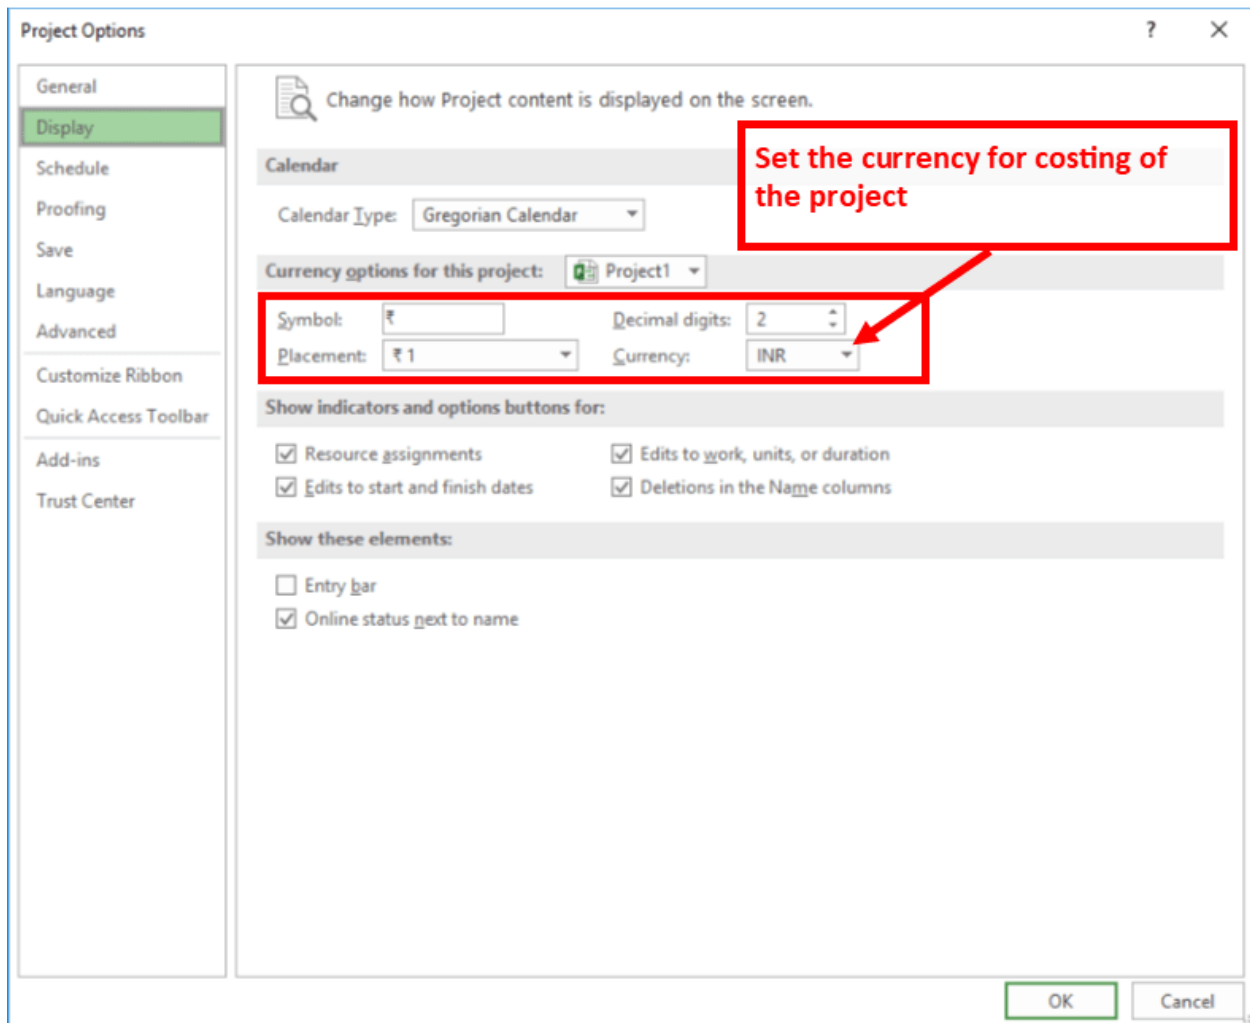 Project Options
?
General
Display
Schedule
Proofing
Save
Language
Advanced
Customize Ribbon
Quick Access Toolbar
Add-ins
Trust Center
Change how Project content is displayed on the screen.
Set the currency for costing of
the project
Calendar
Calendar Type: Gregorian Calendar
Currency options for this project: Project1
Symbol: ₹ Decimal digits: 2
Placement: ₹ 1 Currency: INR
Show indicators and options buttons for:
Resource assignments Edits to work, units, or duration
Edits to start and finish dates Deletions in the Name columns
Show these elements:
Entry bar
Online status next to name
OK Cancel